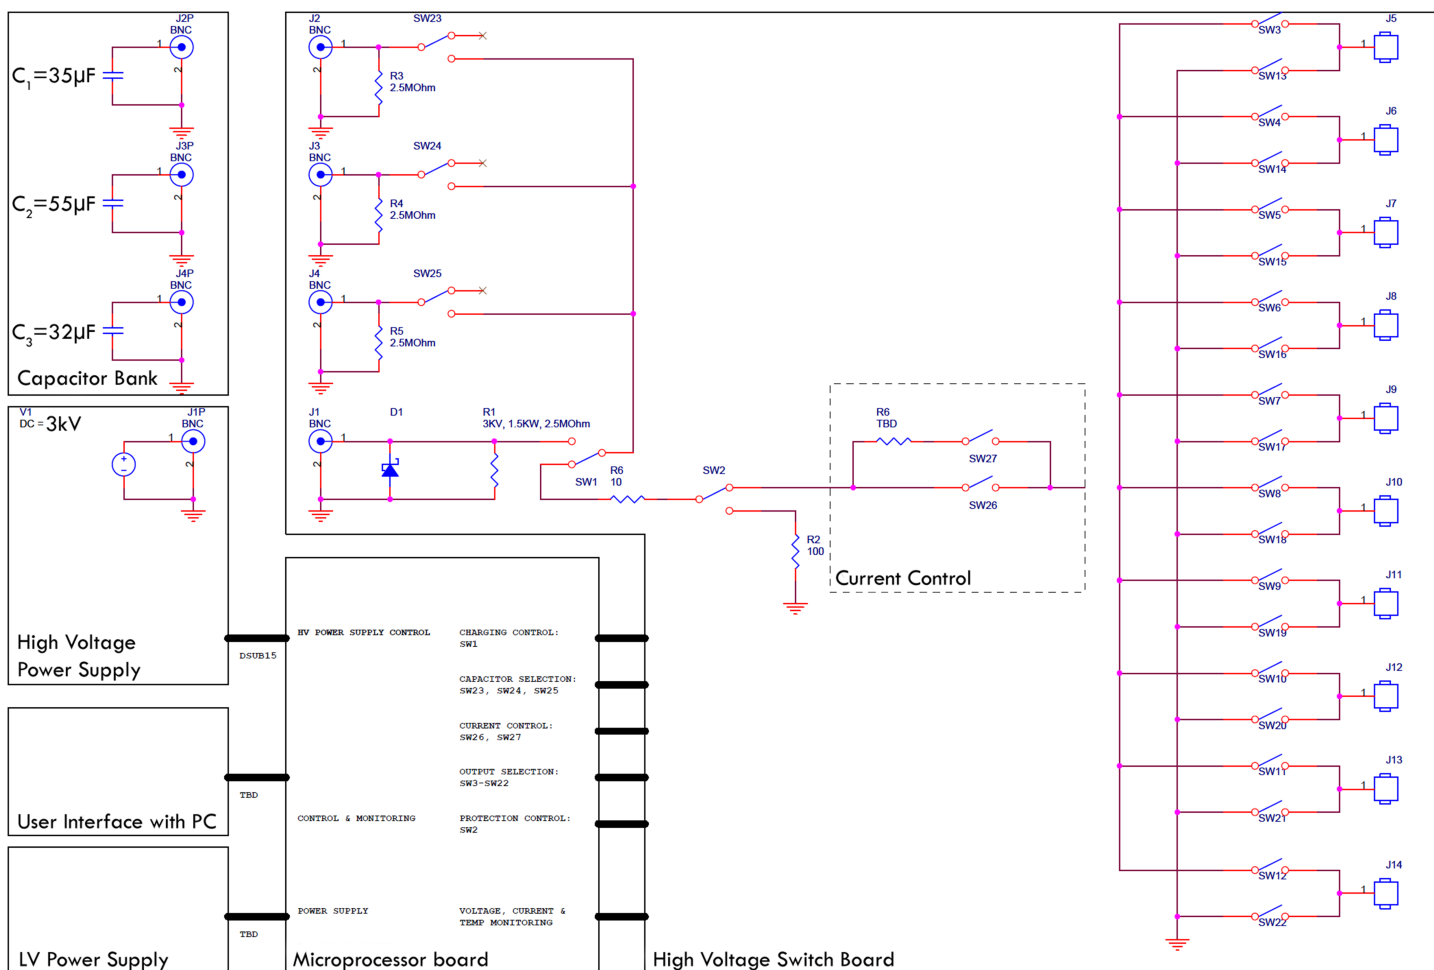 J2P
BNC
1
2
C1=35µF
J3P
BNC
1
2
C2=55µF
J4P
BNC
1
2
C3=32µF
Capacitor Bank
V1
DC = 3kV
J1P
BNC
1
2
High Voltage
Power Supply
DSUB15
User Interface with PC
TBD
LV Power Supply
TBD
J2
BNC
1
2
SW23
R3
2.5MOhm
J3
BNC
1
2
SW24
R4
2.5MOhm
J4
BNC
1
2
SW25
R5
2.5MOhm
J1
BNC
1
2
D1
R1
3KV, 1.5KW, 2.5MOhm
SW1
R6
10
SW2
R2
100
R6
TBD
SW27
SW26
Current Control
HV POWER SUPPLY CONTROL
CHARGING CONTROL:
SW1
CAPACITOR SELECTION:
SW23, SW24, SW25
CURRENT CONTROL:
SW26, SW27
OUTPUT SELECTION:
SW3-SW22
CONTROL & MONITORING
PROTECTION CONTROL:
SW2
POWER SUPPLY
VOLTAGE, CURRENT &
TEMP MONITORING
Microprocessor board
High Voltage Switch Board
SW3
J5
1
SW13
SW4
J6
1
SW14
SW5
J7
1
SW15
SW6
J8
1
SW16
SW7
J9
1
SW17
SW8
J10
1
SW18
SW9
J11
1
SW19
SW10
J12
1
SW20
SW11
J13
1
SW21
SW12
J14
1
SW22